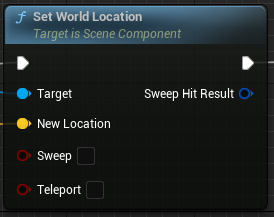 Set World Location
Target is Scene Component
Target
Sweep Hit Result
New Location
Sweep
Teleport